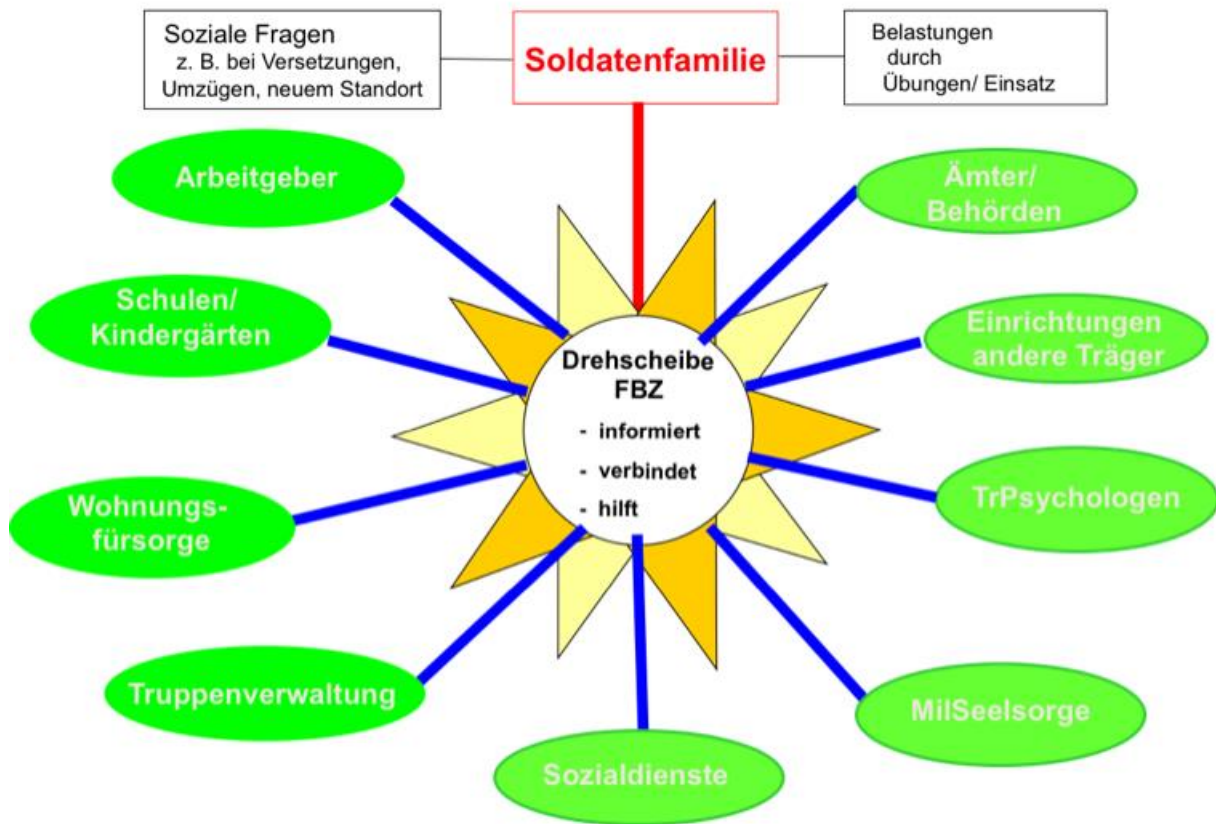 Soziale Fragen
z. B. bei Versetzungen,
Umzügen, neuem Standort
Soldatenfamilie
Belastungen
durch
Übungen/ Einsatz
Arbeitgeber
Ämter/
Behörden
Schulen/
Kindergärten
Einrichtungen
andere Träger
Drehscheibe
FBZ
- informiert
- verbindet
- hilft
Wohnungs-
fürsorge
TrPsychologen
Truppenverwaltung
MilSeelsorge
Sozialdienste